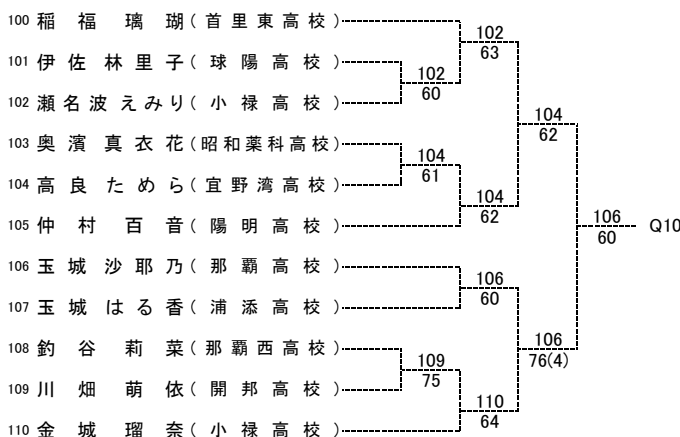 100 稲福 璃瑚 (首里東高校)
101 伊佐林里子 (球陽高校)
102 瀬名波えみり (小禄高校)
103 奥濱真衣花 (昭和薬科高校)
104 高良ためら (宜野湾高校)
105 仲村百音 (陽明高校)
106 玉城沙耶乃 (那覇高校)
107 玉城はる香 (浦添高校)
108 釣谷莉菜 (那覇西高校)
109 川畑萌依 (開邦高校)
110 金城瑠奈 (小禄高校)
102
60
104
61
109
75
102
63
104
62
106
60
110
64
104
62
106
76(4)
106
60
Q10